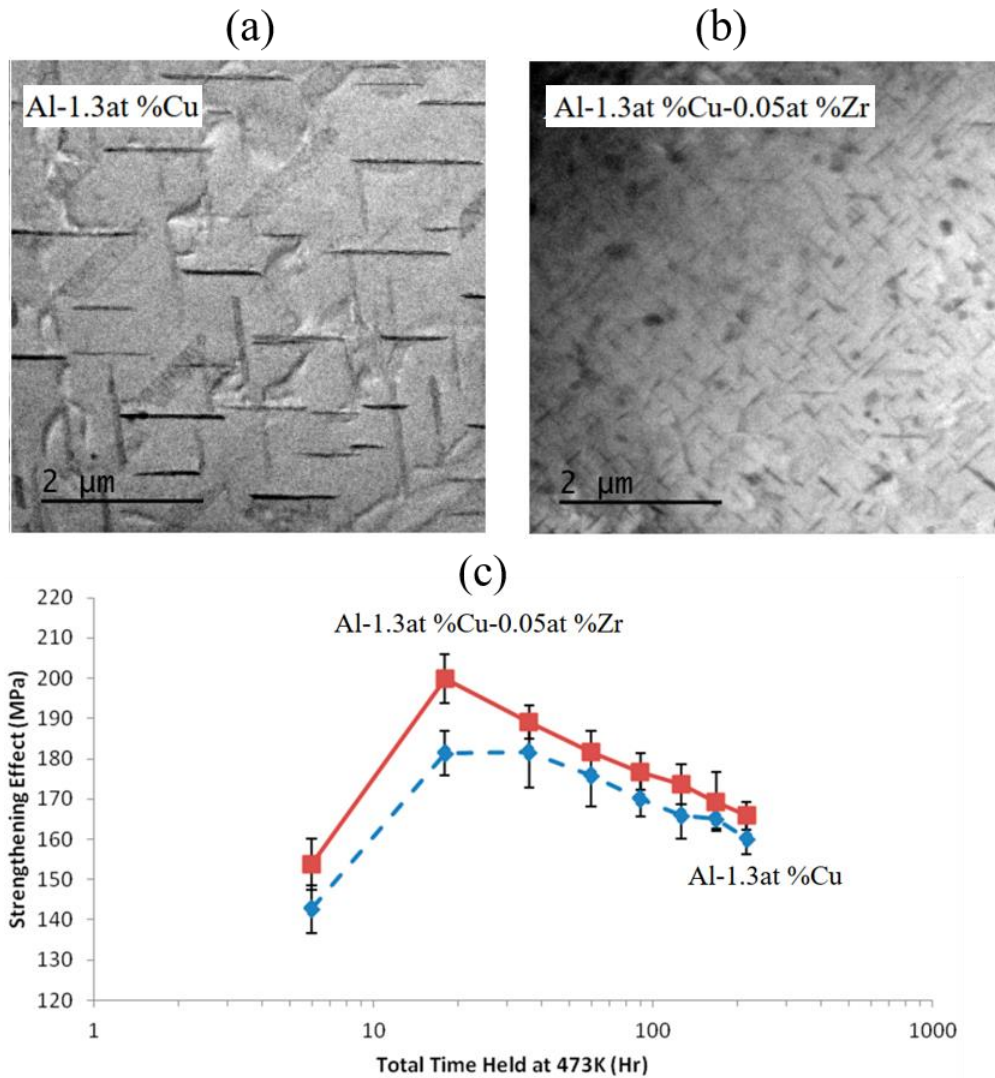 (a)
(b)
Al-1.3at %Cu
Al-1.3at %Cu-0.05at %Zr
2 μm
2 μm
(c)
220
210
200
190
180
170
160
150
140
130
120
Strengthening Effect (MPa)
Al-1.3at %Cu-0.05at %Zr
Al-1.3at %Cu
1
10
100
1000
Total Time Held at 473K (Hr)